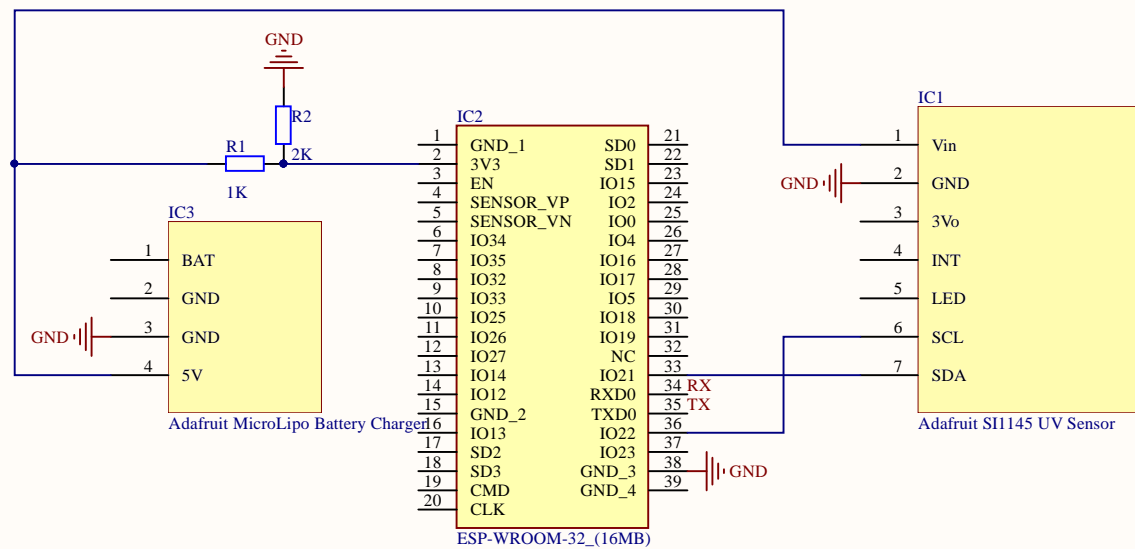 GND
R2
2K
R1
1K
IC3
1 BAT
2 GND
GND 3 GND
4 5V
Adafruit MicroLipo Battery Charger
IC2
1 GND_1 SD0 21
2 3V3 SD1 22
3 EN IO15 23
4 SENSOR_VP IO2 24
5 SENSOR_VN IO0 25
6 IO34 IO4 26
7 IO35 IO16 27
8 IO32 IO17 28
9 IO33 IO5 29
10 IO25 IO18 30
11 IO26 IO19 31
12 IO27 NC 32
13 IO14 IO21 33
14 IO12 RXD0 34 RX
15 GND_2 TXD0 35 TX
16 IO13 IO22 36
17 SD2 IO23 37
18 SD3 GND_3 38 GND
19 CMD GND_4 39
20 CLK
ESP-WROOM-32_(16MB)
IC1
1 Vin
GND 2 GND
3 3Vo
4 INT
5 LED
6 SCL
7 SDA
Adafruit SI1145 UV Sensor